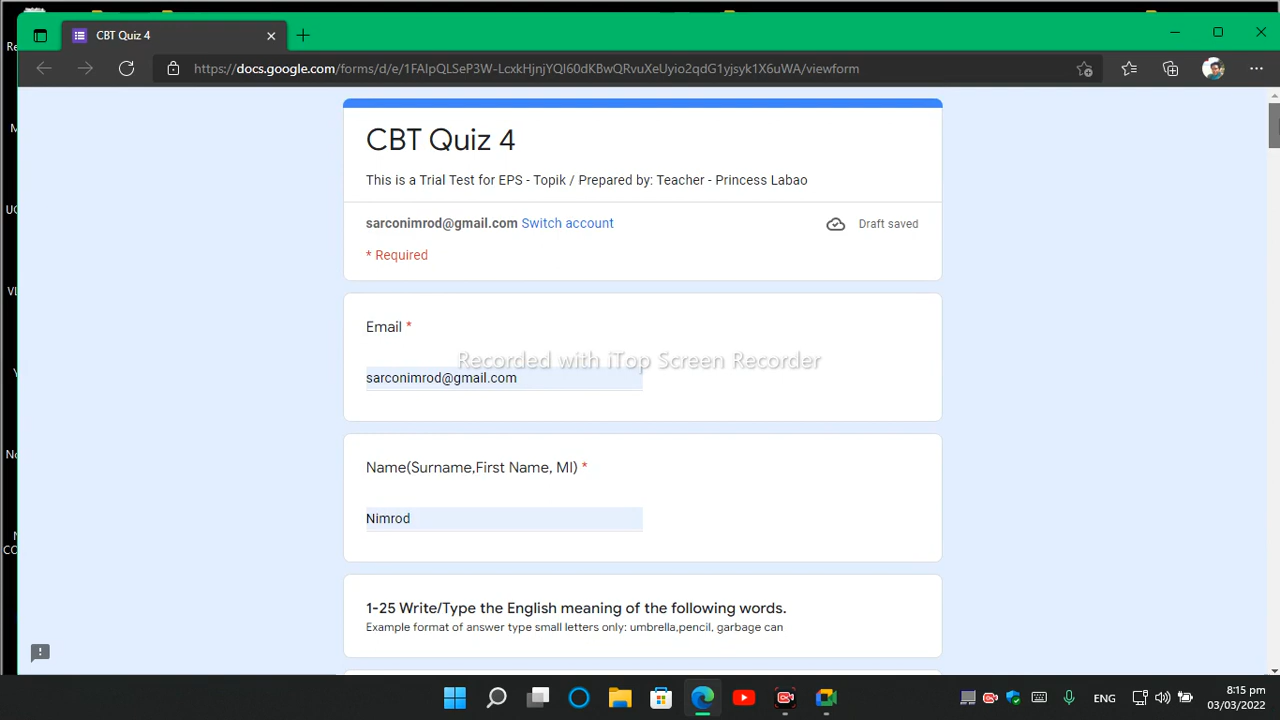 CBT Quiz 4
https://docs.google.com/forms/d/e/1FAIpQLSeP3W-LcxkHjnjYQI60dKBwQRvuXeUyio2qdG1yjsyk1X6uWA/viewform
CBT Quiz 4
This is a Trial Test for EPS - Topik / Prepared by: Teacher - Princess Labao
sarconimrod@gmail.com Switch account
Draft saved
* Required
Email *
Recorded with iTop Screen Recorder
sarconimrod@gmail.com
Name(Surname,First Name, MI) *
Nimrod
1-25 Write/Type the English meaning of the following words.
Example format of answer type small letters only: umbrella,pencil, garbage can
ENG
8:15 pm
03/03/2022